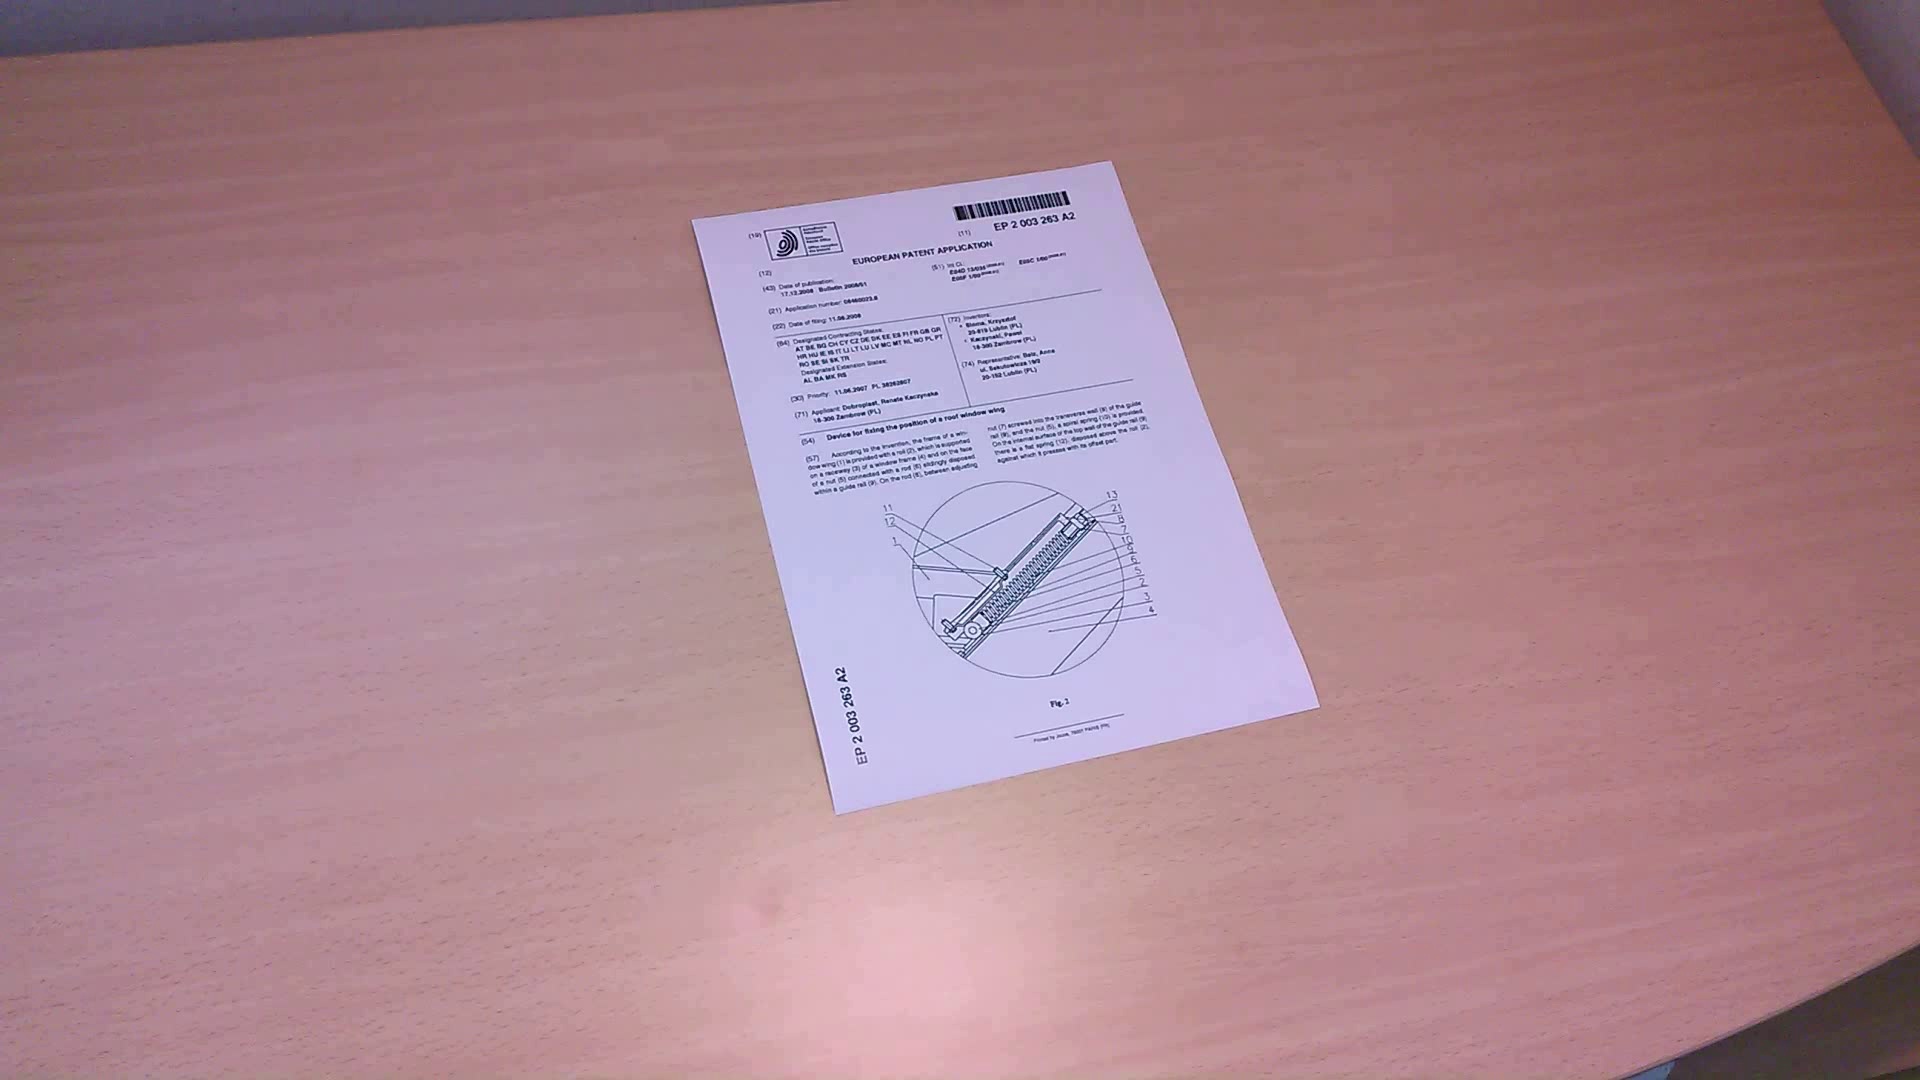 (19)
Europäisches
Patentamt
European
Patent Office
Office européen
des brevets
(11)
EP 2 003 263 A2
(12)
EUROPEAN PATENT APPLICATION
(43) Date of publication:
17.12.2008 Bulletin 2008/51
(21) Application number: 08460023.8
(22) Date of filing: 11.06.2008
(51) Int Cl.:
E04D 13/035
E05C 1/00
E05F 1/00
(84) Designated Contracting States:
AT BE BG CH CY CZ DE DK EE ES FI FR GB GR
HR HU IE IS IT LI LT LU LV MC MT NL NO PL PT
RO SE SI SK TR
Designated Extension States:
AL BA MK RS
(30) Priority: 11.06.2007 PL 38262607
(71) Applicant: Dobroplast, Renata Kaczynska
18-300 Zambrow (PL)
(72) Inventors:
• Krzysztof
20-819 Lublin (PL)
• Kaczynski, Pawel
18-300 Zambrow (PL)
(74) Representative: Belz, Anna
ul.
20-152 Lublin (PL)
(54) Device for fixing the position of a roof window wing
(57) According to the invention, the frame of a win-
dow wing (1) is provided with a roll (2), which is supported
on a raceway (3) of a window frame (4) and on the face
of a nut (5) connected with a rod (6) slidingly disposed
within a guide rail (9). On the rod (6), between adjusting
nut (7) screwed into the transverse wall (8) of the guide
rail (9), and the nut (5), a spiral spring (10) is provided.
On the internal surface of the top wall of the guide rail (9)
there is a flat spring (12), disposed above the roll (2),
against which it presses with its offset part.
11
12
1
13
21
8
7
10
9
6
5
2
3
4
Fig. 2
EP 2 003 263 A2
Printed by Jouve, 75001 PARIS (FR)